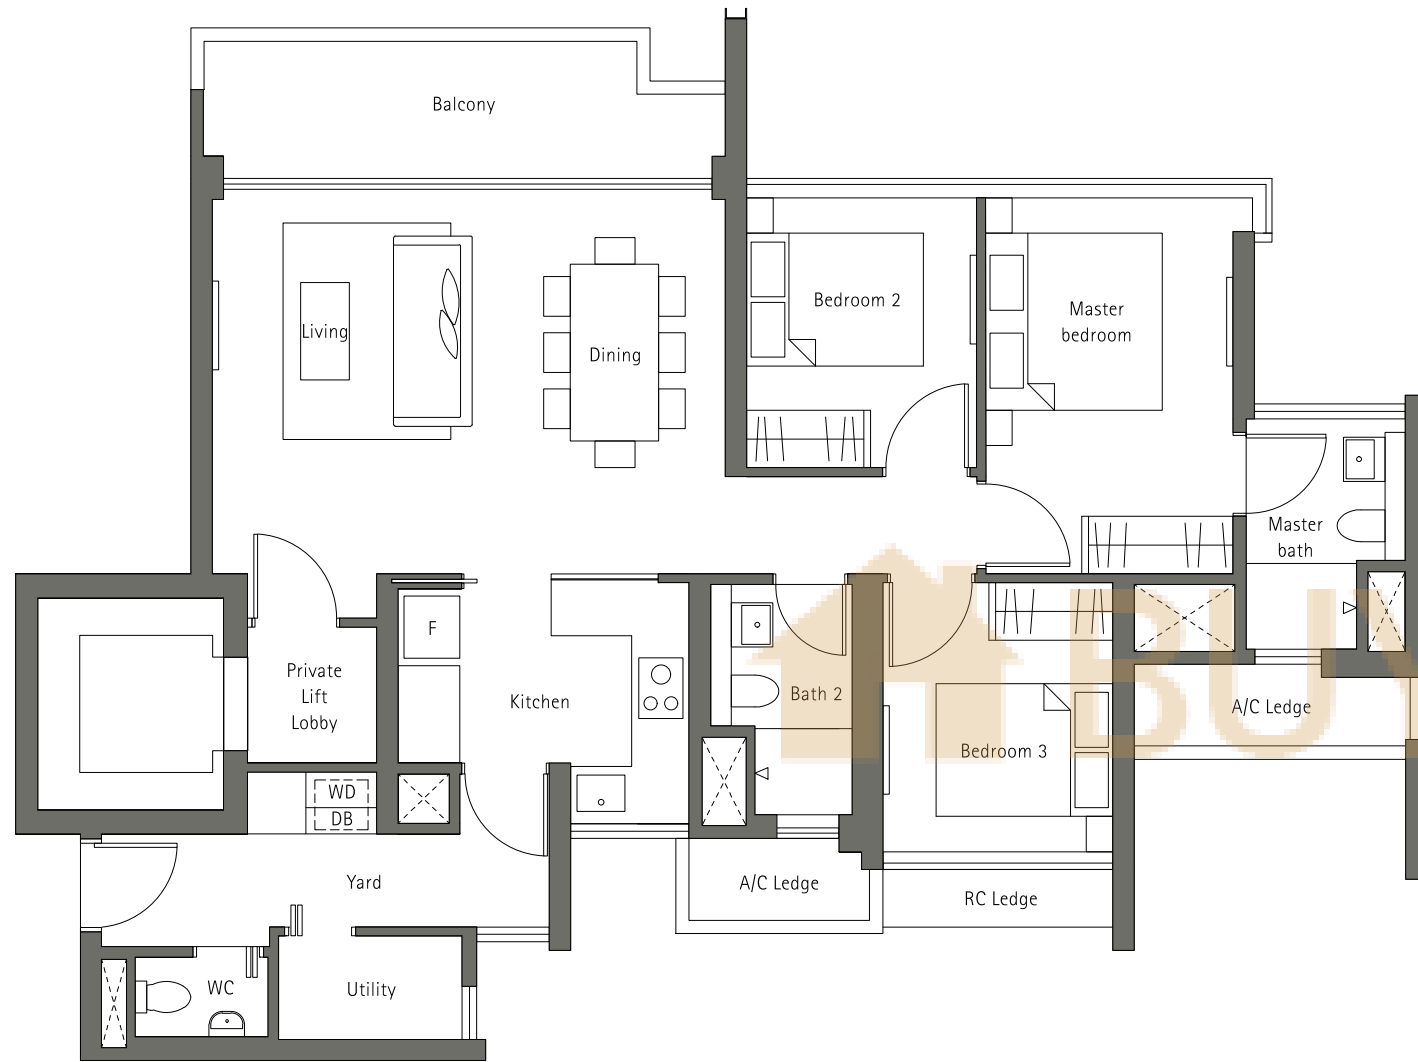 Balcony
Living
Dining
Bedroom 2
Master
bedroom
Master
bath
Private
Lift
Lobby
F
Kitchen
Bath 2
Bedroom 3
A/C Ledge
BUY
WD
DB
Yard
A/C Ledge
RC Ledge
WC
Utility